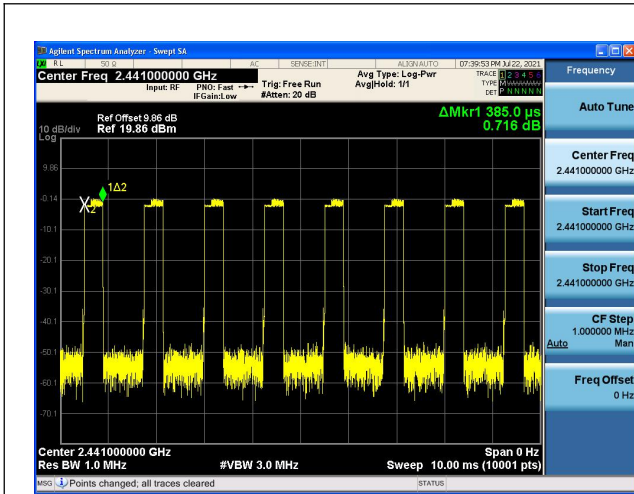 Agilent Spectrum Analyzer - Swept SA
RL 50 Ω AC SENSE:INT ALIGNAUTO 07:39:53 PM Jul 22, 2021
Center Freq 2.441000000 GHz
Input: RF PNO: Fast Trig: Free Run Avg Type: Log-Pwr
IFGain:Low #Atten: 20 dB Avg|Hold: 1/1
TRACE 1 2 3 4 5 6
TYPE M
DET P N N N N N
Frequency
Ref Offset 9.86 dB
Ref 19.86 dBm
10 dB/div
Log
ΔMkr1 385.0 µs
0.716 dB
9.86
-0.14
-10.1
-20.1
-30.1
-40.1
-50.1
-60.1
-70.1
1Δ2
2
Center 2.441000000 GHz Span 0 Hz
Res BW 1.0 MHz #VBW 3.0 MHz Sweep 10.00 ms (10001 pts)
Auto Tune
Center Freq
2.441000000 GHz
Start Freq
2.441000000 GHz
Stop Freq
2.441000000 GHz
CF Step
1.000000 MHz
Auto Man
Freq Offset
0 Hz
MSG Points changed; all traces cleared STATUS